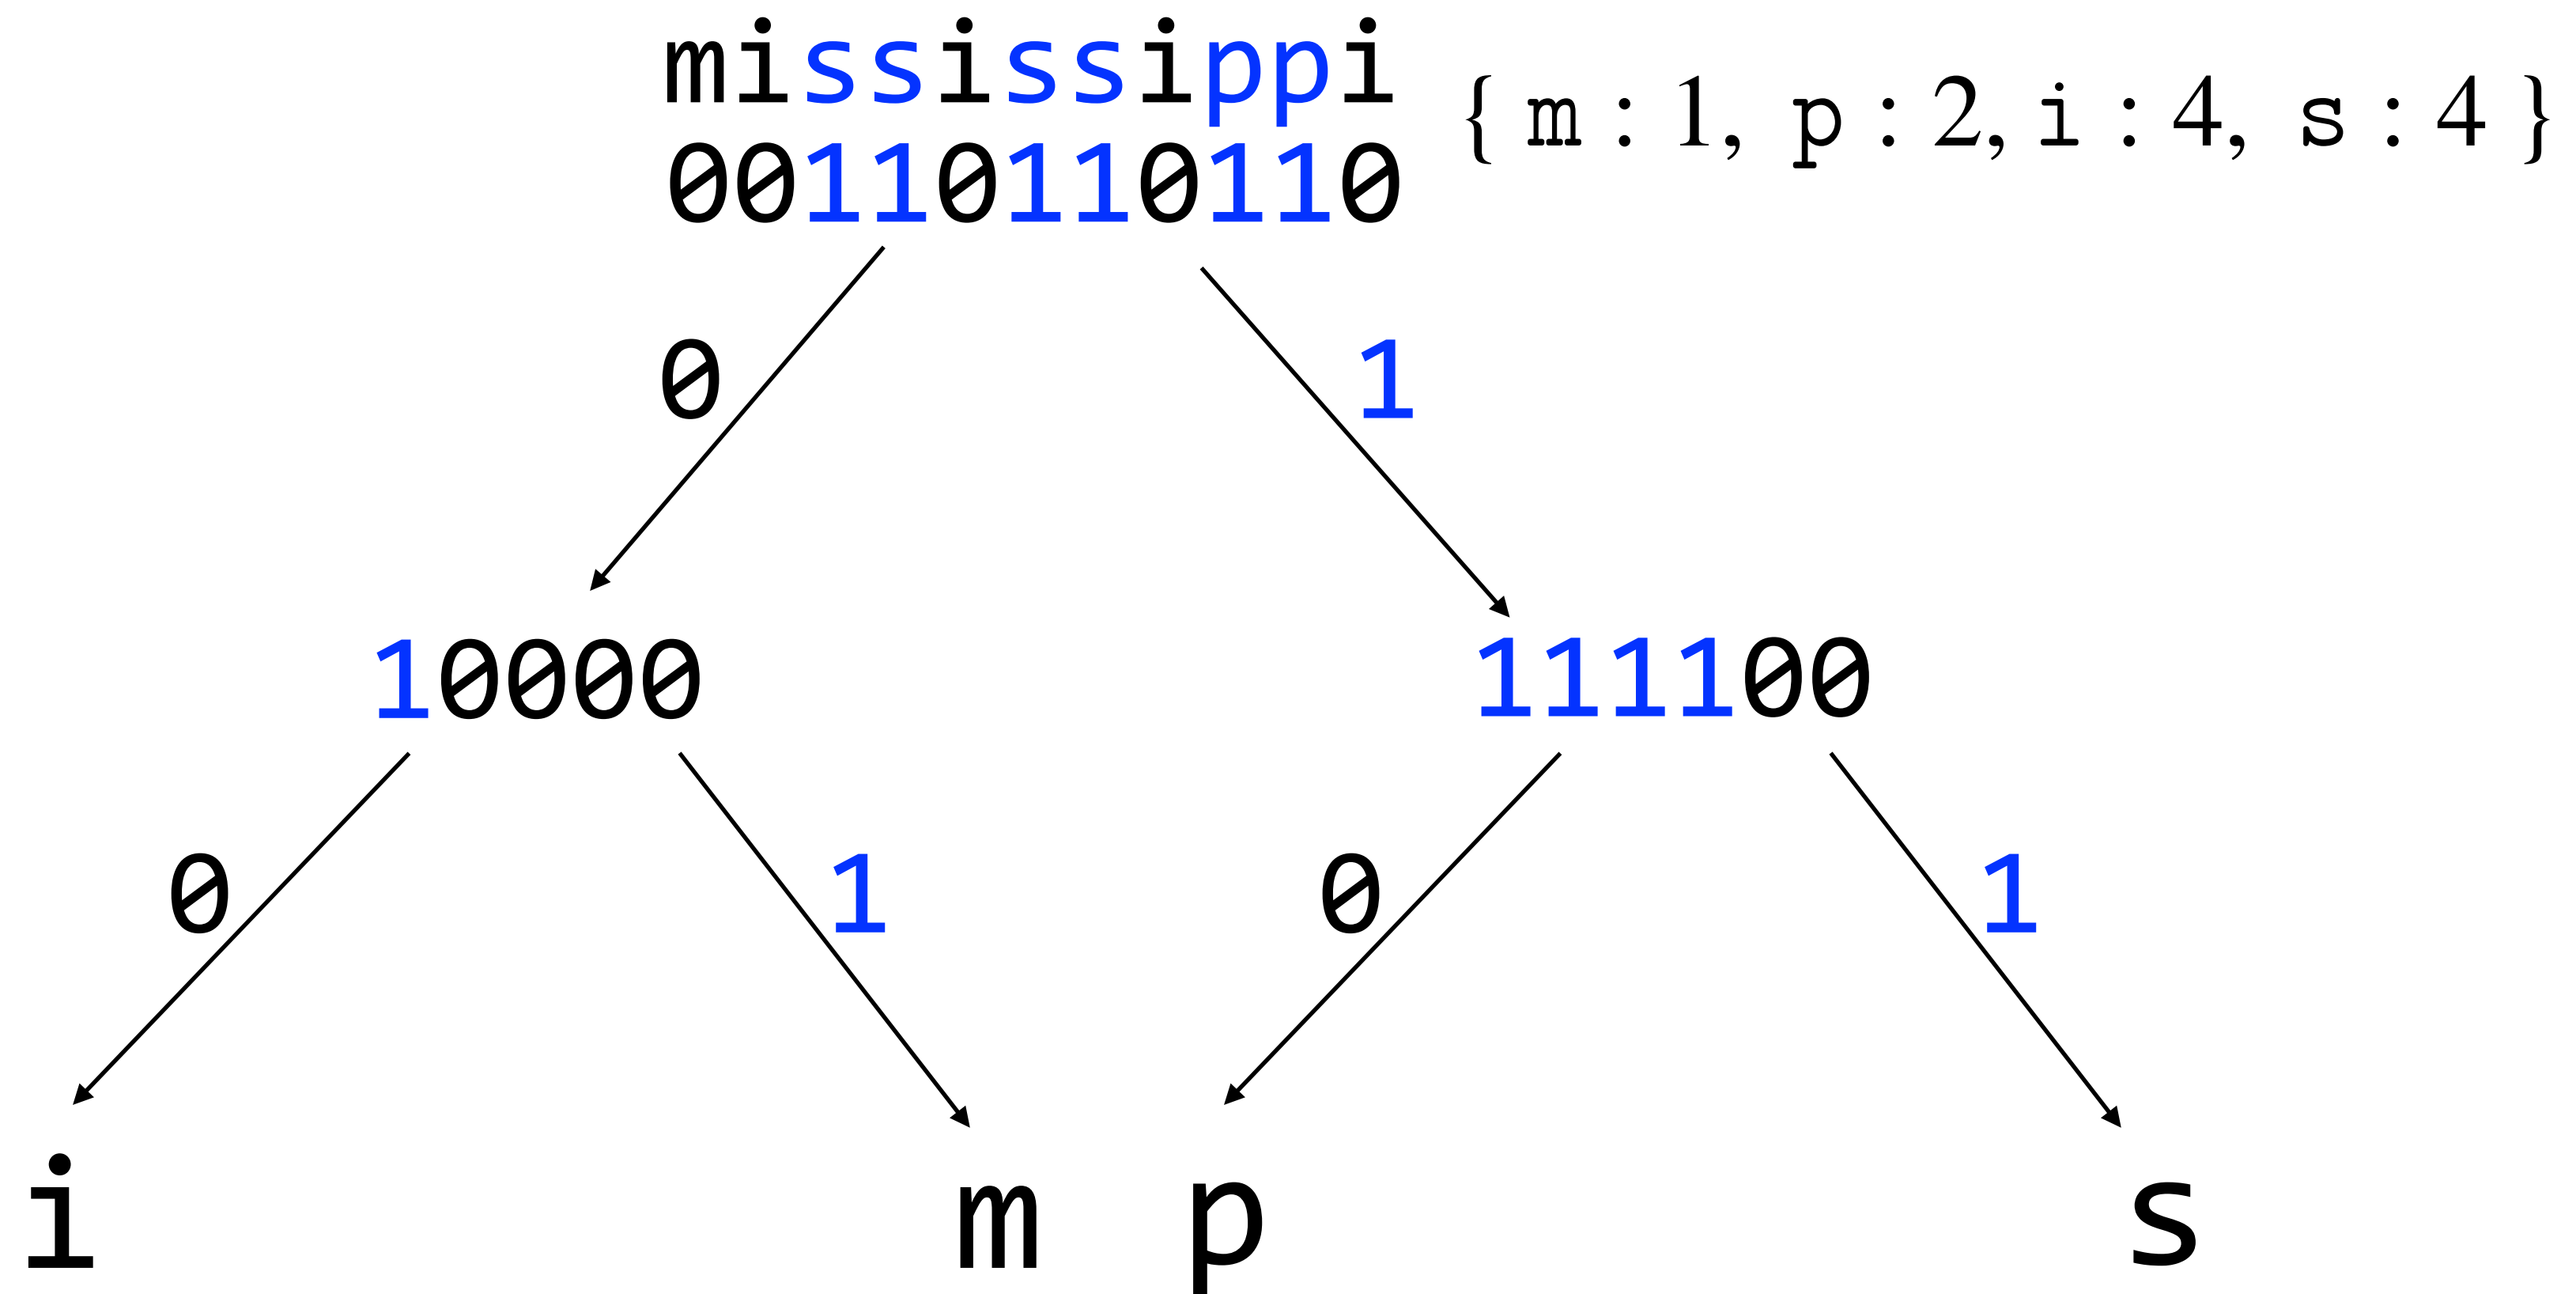 mississippi
{ m : 1, p : 2, i : 4, s : 4 }
00110110110
0
1
10000
111100
0
1
0
1
i
m
p
s